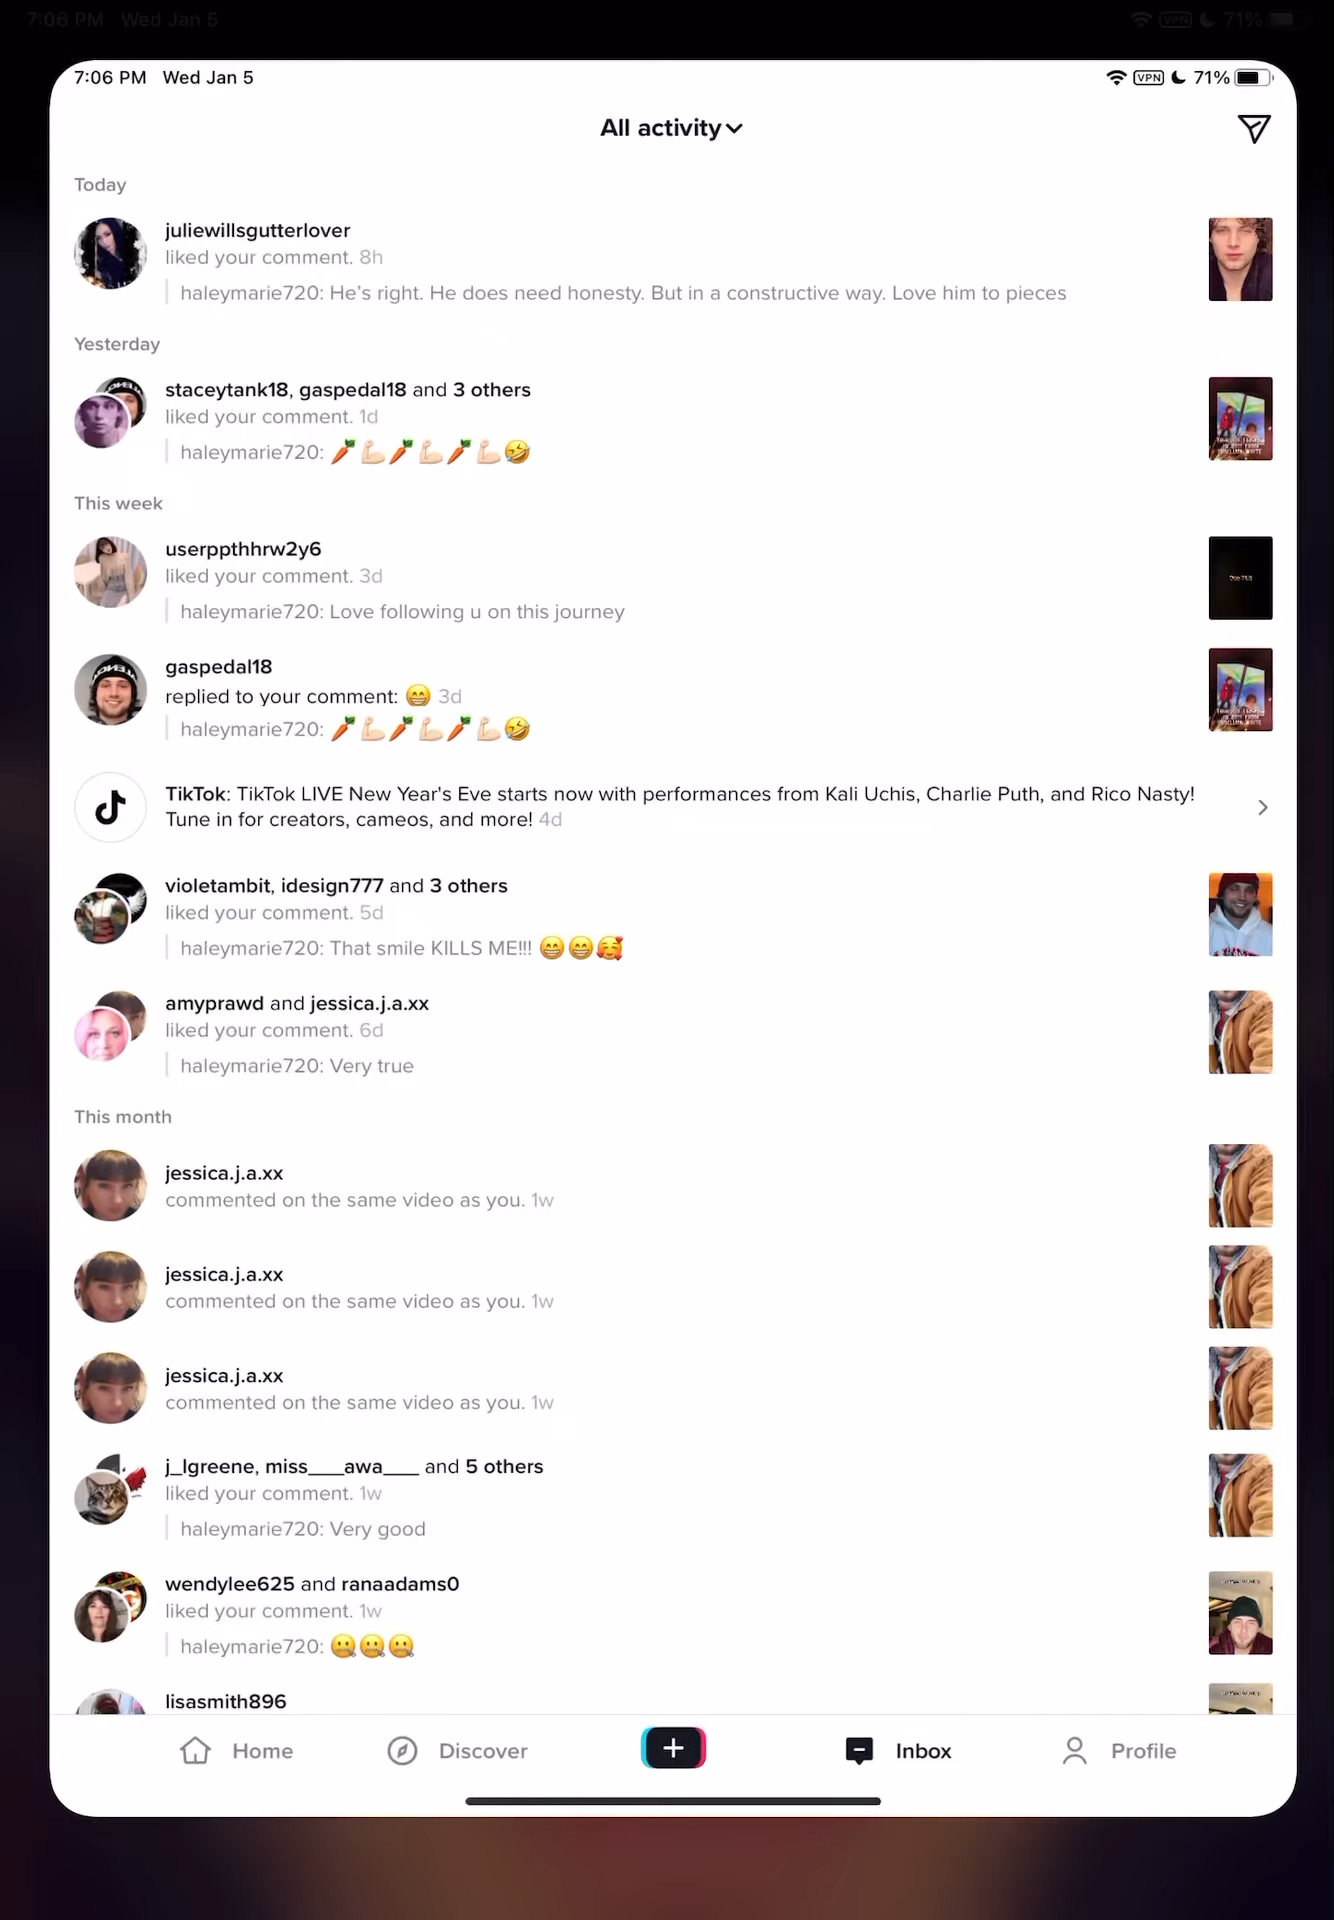 7:06 PM Wed Jan 5
VPN 71%
7:06 PM Wed Jan 5
VPN 71%
All activity
Today
juliewillsgutterlover
liked your comment. 8h
haleymarie720: He's right. He does need honesty. But in a constructive way. Love him to pieces
Yesterday
staceytank18, gaspedal18 and 3 others
liked your comment. 1d
haleymarie720: 🥕💪🏻🥕💪🏻🥕💪🏻🤣
This week
userppthhrw2y6
liked your comment. 3d
haleymarie720: Love following u on this journey
gaspedal18
replied to your comment: 😁 3d
haleymarie720: 🥕💪🏻🥕💪🏻🥕💪🏻🤣
TikTok: TikTok LIVE New Year's Eve starts now with performances from Kali Uchis, Charlie Puth, and Rico Nasty!
Tune in for creators, cameos, and more! 4d
violetambit, idesign777 and 3 others
liked your comment. 5d
haleymarie720: That smile KILLS ME!!! 😁😁🥰
amyprawd and jessica.j.a.xx
liked your comment. 6d
haleymarie720: Very true
This month
jessica.j.a.xx
commented on the same video as you. 1w
jessica.j.a.xx
commented on the same video as you. 1w
jessica.j.a.xx
commented on the same video as you. 1w
j_lgreene, miss___awa___ and 5 others
liked your comment. 1w
haleymarie720: Very good
wendylee625 and ranaadams0
liked your comment. 1w
haleymarie720: 🤐🤐🤐
lisasmith896
Home Discover Inbox Profile